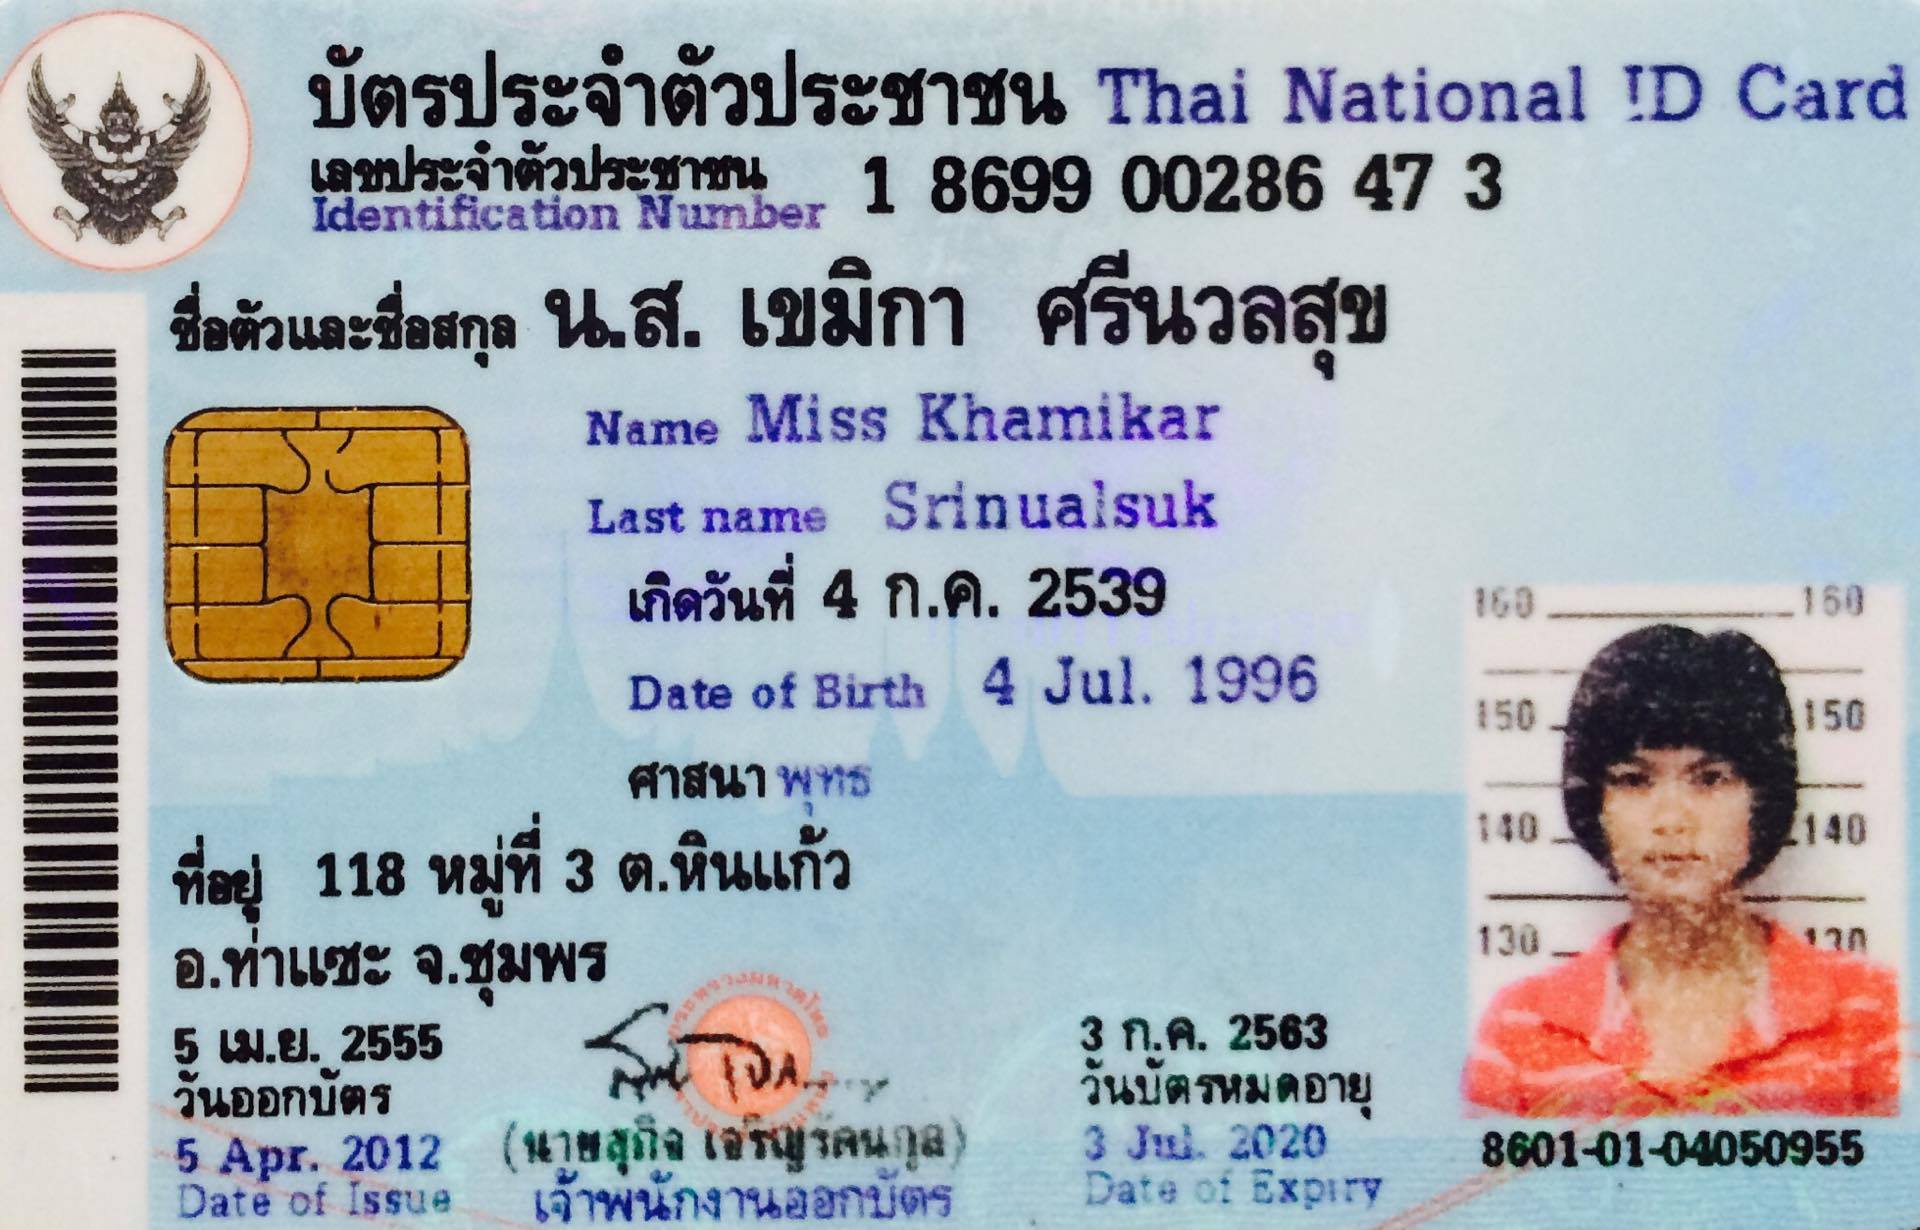 บัตรประจำตัวประชาชน Thai National ID Card
เลขประจำตัวประชาชน 1 8699 00286 47 3
Identification Number
ชื่อตัวและชื่อสกุล น.ส. เขมิกา ศรีนวลสุข
Name Miss Khamikar
Last name Srinualsuk
เกิดวันที่ 4 ก.ค. 2539
Date of Birth 4 Jul. 1996
ศาสนา พุทธ
ที่อยู่ 118 หมู่ที่ 3 ต.หินแก้ว
อ.ท่าแซะ จ.ชุมพร
5 เม.ย. 2555
วันออกบัตร
5 Apr. 2012
Date of Issue
(นายสุกิจ เจริญรัตนกุล)
เจ้าพนักงานออกบัตร
3 ก.ค. 2563
วันบัตรหมดอายุ
3 Jul. 2020
Date of Expiry
160 160
150 150
140 140
130 130
8601-01-04050955